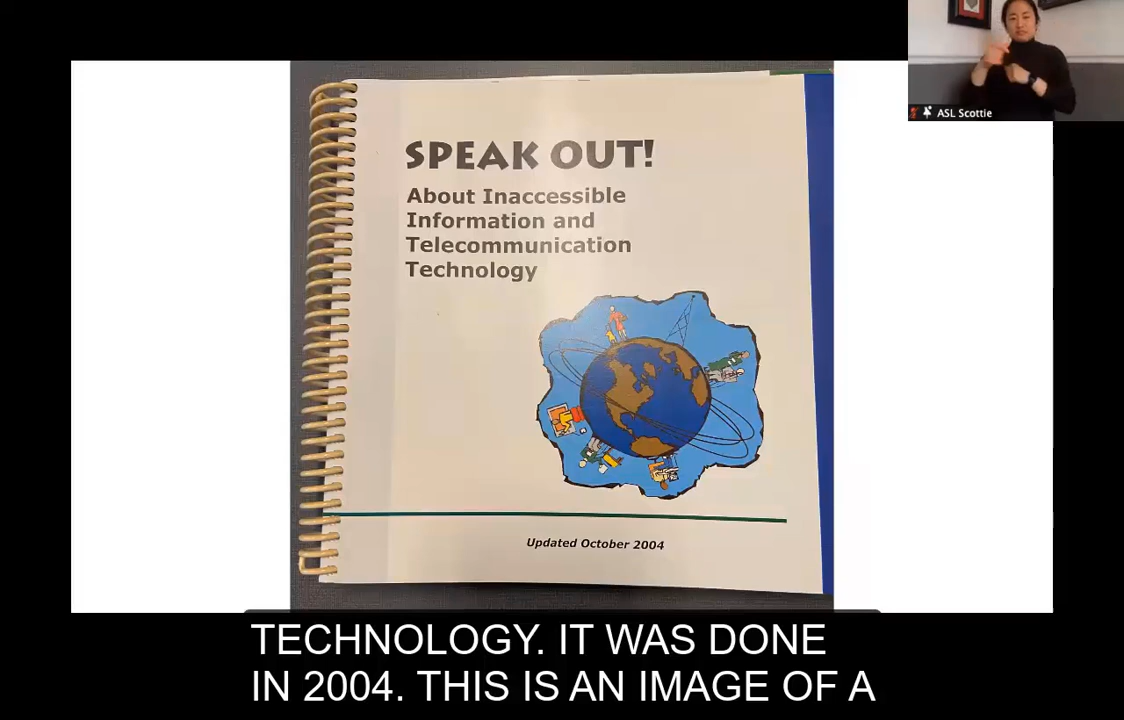 ASL Scottie
SPEAK OUT!
About Inaccessible
Information and
Telecommunication
Technology
Updated October 2004
TECHNOLOGY. IT WAS DONE
IN 2004. THIS IS AN IMAGE OF A